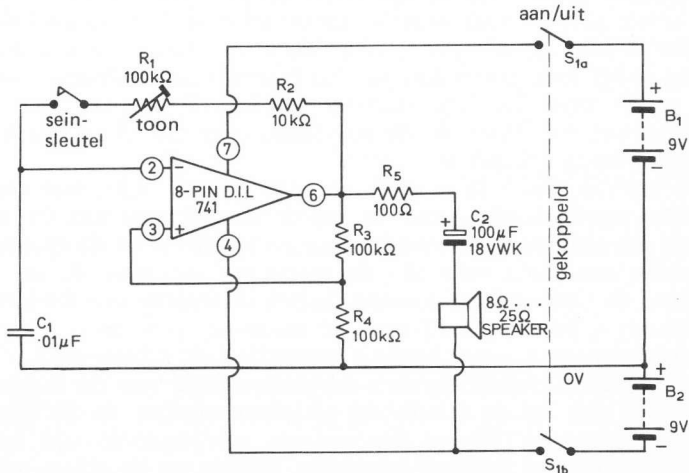 aan/uit
S1a
R1
100kΩ
toon
R2
10kΩ
sein-
sleutel
+
B1
9V
−
7
2
−
8-PIN D.I.L
741
6
3
+
4
R5
100Ω
+
C2
100µF
18VWK
R3
100kΩ
gekoppeld
8Ω...
25Ω
SPEAKER
R4
100kΩ
C1
·01µF
0V
+
B2
9V
−
S1b